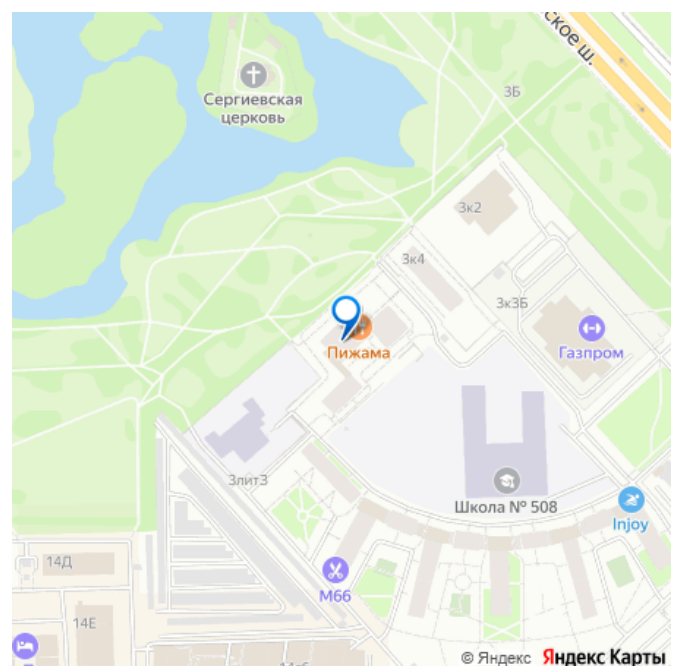 ское ш.
3Б
Сергиевская
церковь
3к2
3к4
3к3Б
Газпром
Пижама
3лит3
Школа № 508
Injoy
14Д
М66
14Е
© Яндекс Яндекс Карты